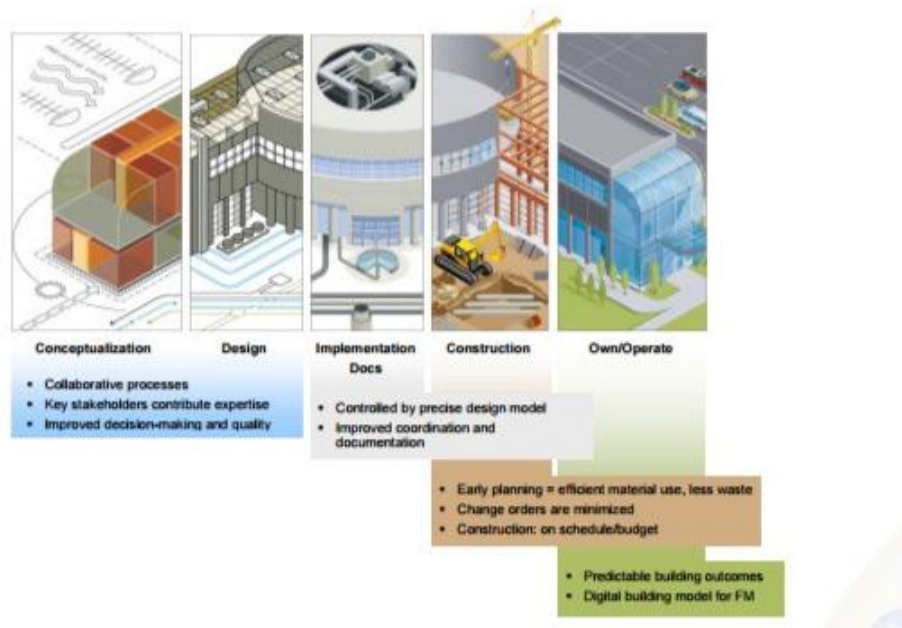 Conceptualization
Design
Implementation
Docs
Construction
Own/Operate
• Collaborative processes
• Key stakeholders contribute expertise
• Improved decision-making and quality
• Controlled by precise design model
• Improved coordination and
documentation
• Early planning = efficient material use, less waste
• Change orders are minimized
• Construction: on schedule/budget
• Predictable building outcomes
• Digital building model for FM